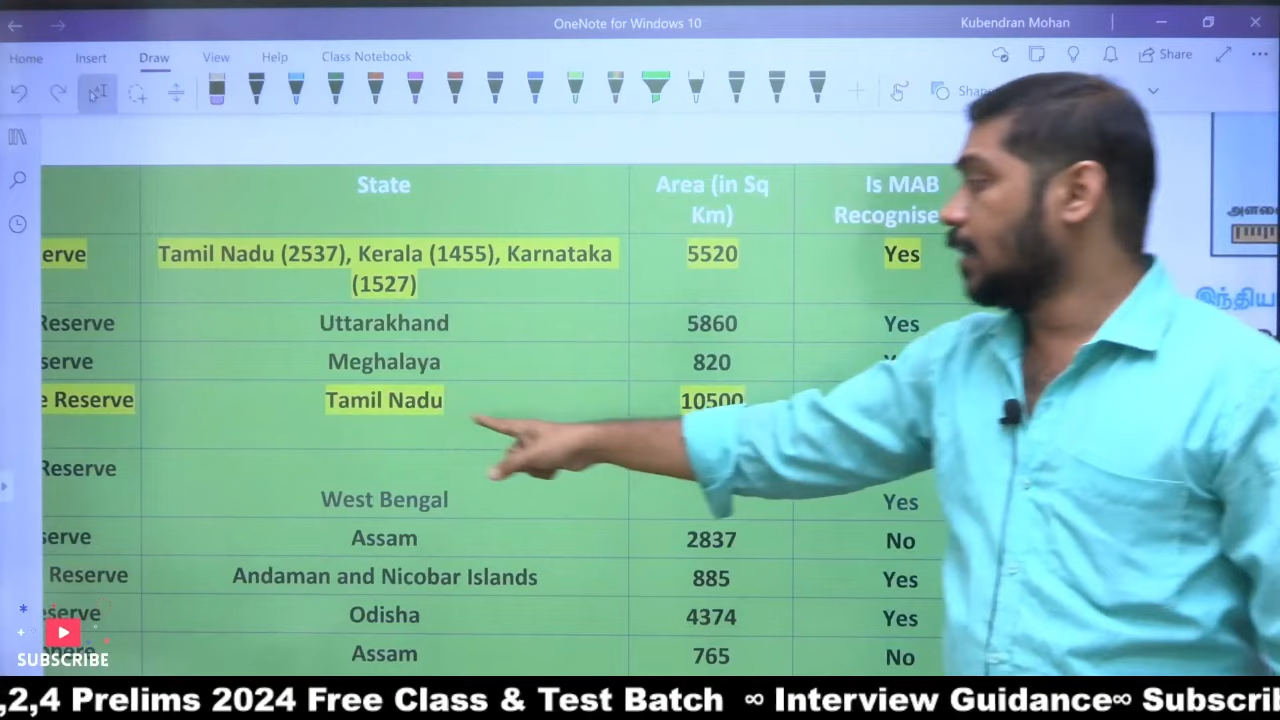 OneNote for Windows 10
Kubendran Mohan
Home Insert Draw View Help Class Notebook
Share
State
Area (in Sq Km)
Is MAB
erve
Tamil Nadu (2537), Kerala (1455), Karnataka (1527)
5520
Yes
Reserve
Uttarakhand
5860
Yes
serve
Meghalaya
820
e Reserve
Tamil Nadu
10500
Reserve
West Bengal
Yes
serve
Assam
2837
No
Reserve
Andaman and Nicobar Islands
885
Yes
eserve
Odisha
4374
Yes
Assam
765
No
SUBSCRIBE
,2,4 Prelims 2024 Free Class & Test Batch ∞ Interview Guidance∞ Subscri